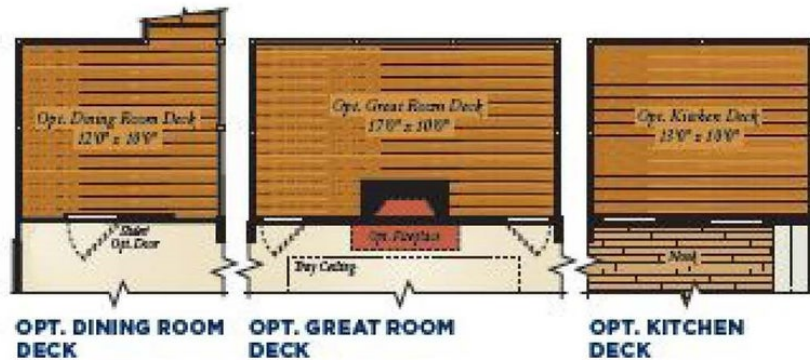 Opt. Dining Room Deck
12'0" x 10'0"
Opt. Great Room Deck
17'0" x 10'0"
Opt. Kitchen Deck
13'0" x 10'0"
Opt. Door
Opt. Fireplace
Tray Ceiling
Nook
OPT. DINING ROOM
DECK
OPT. GREAT ROOM
DECK
OPT. KITCHEN
DECK